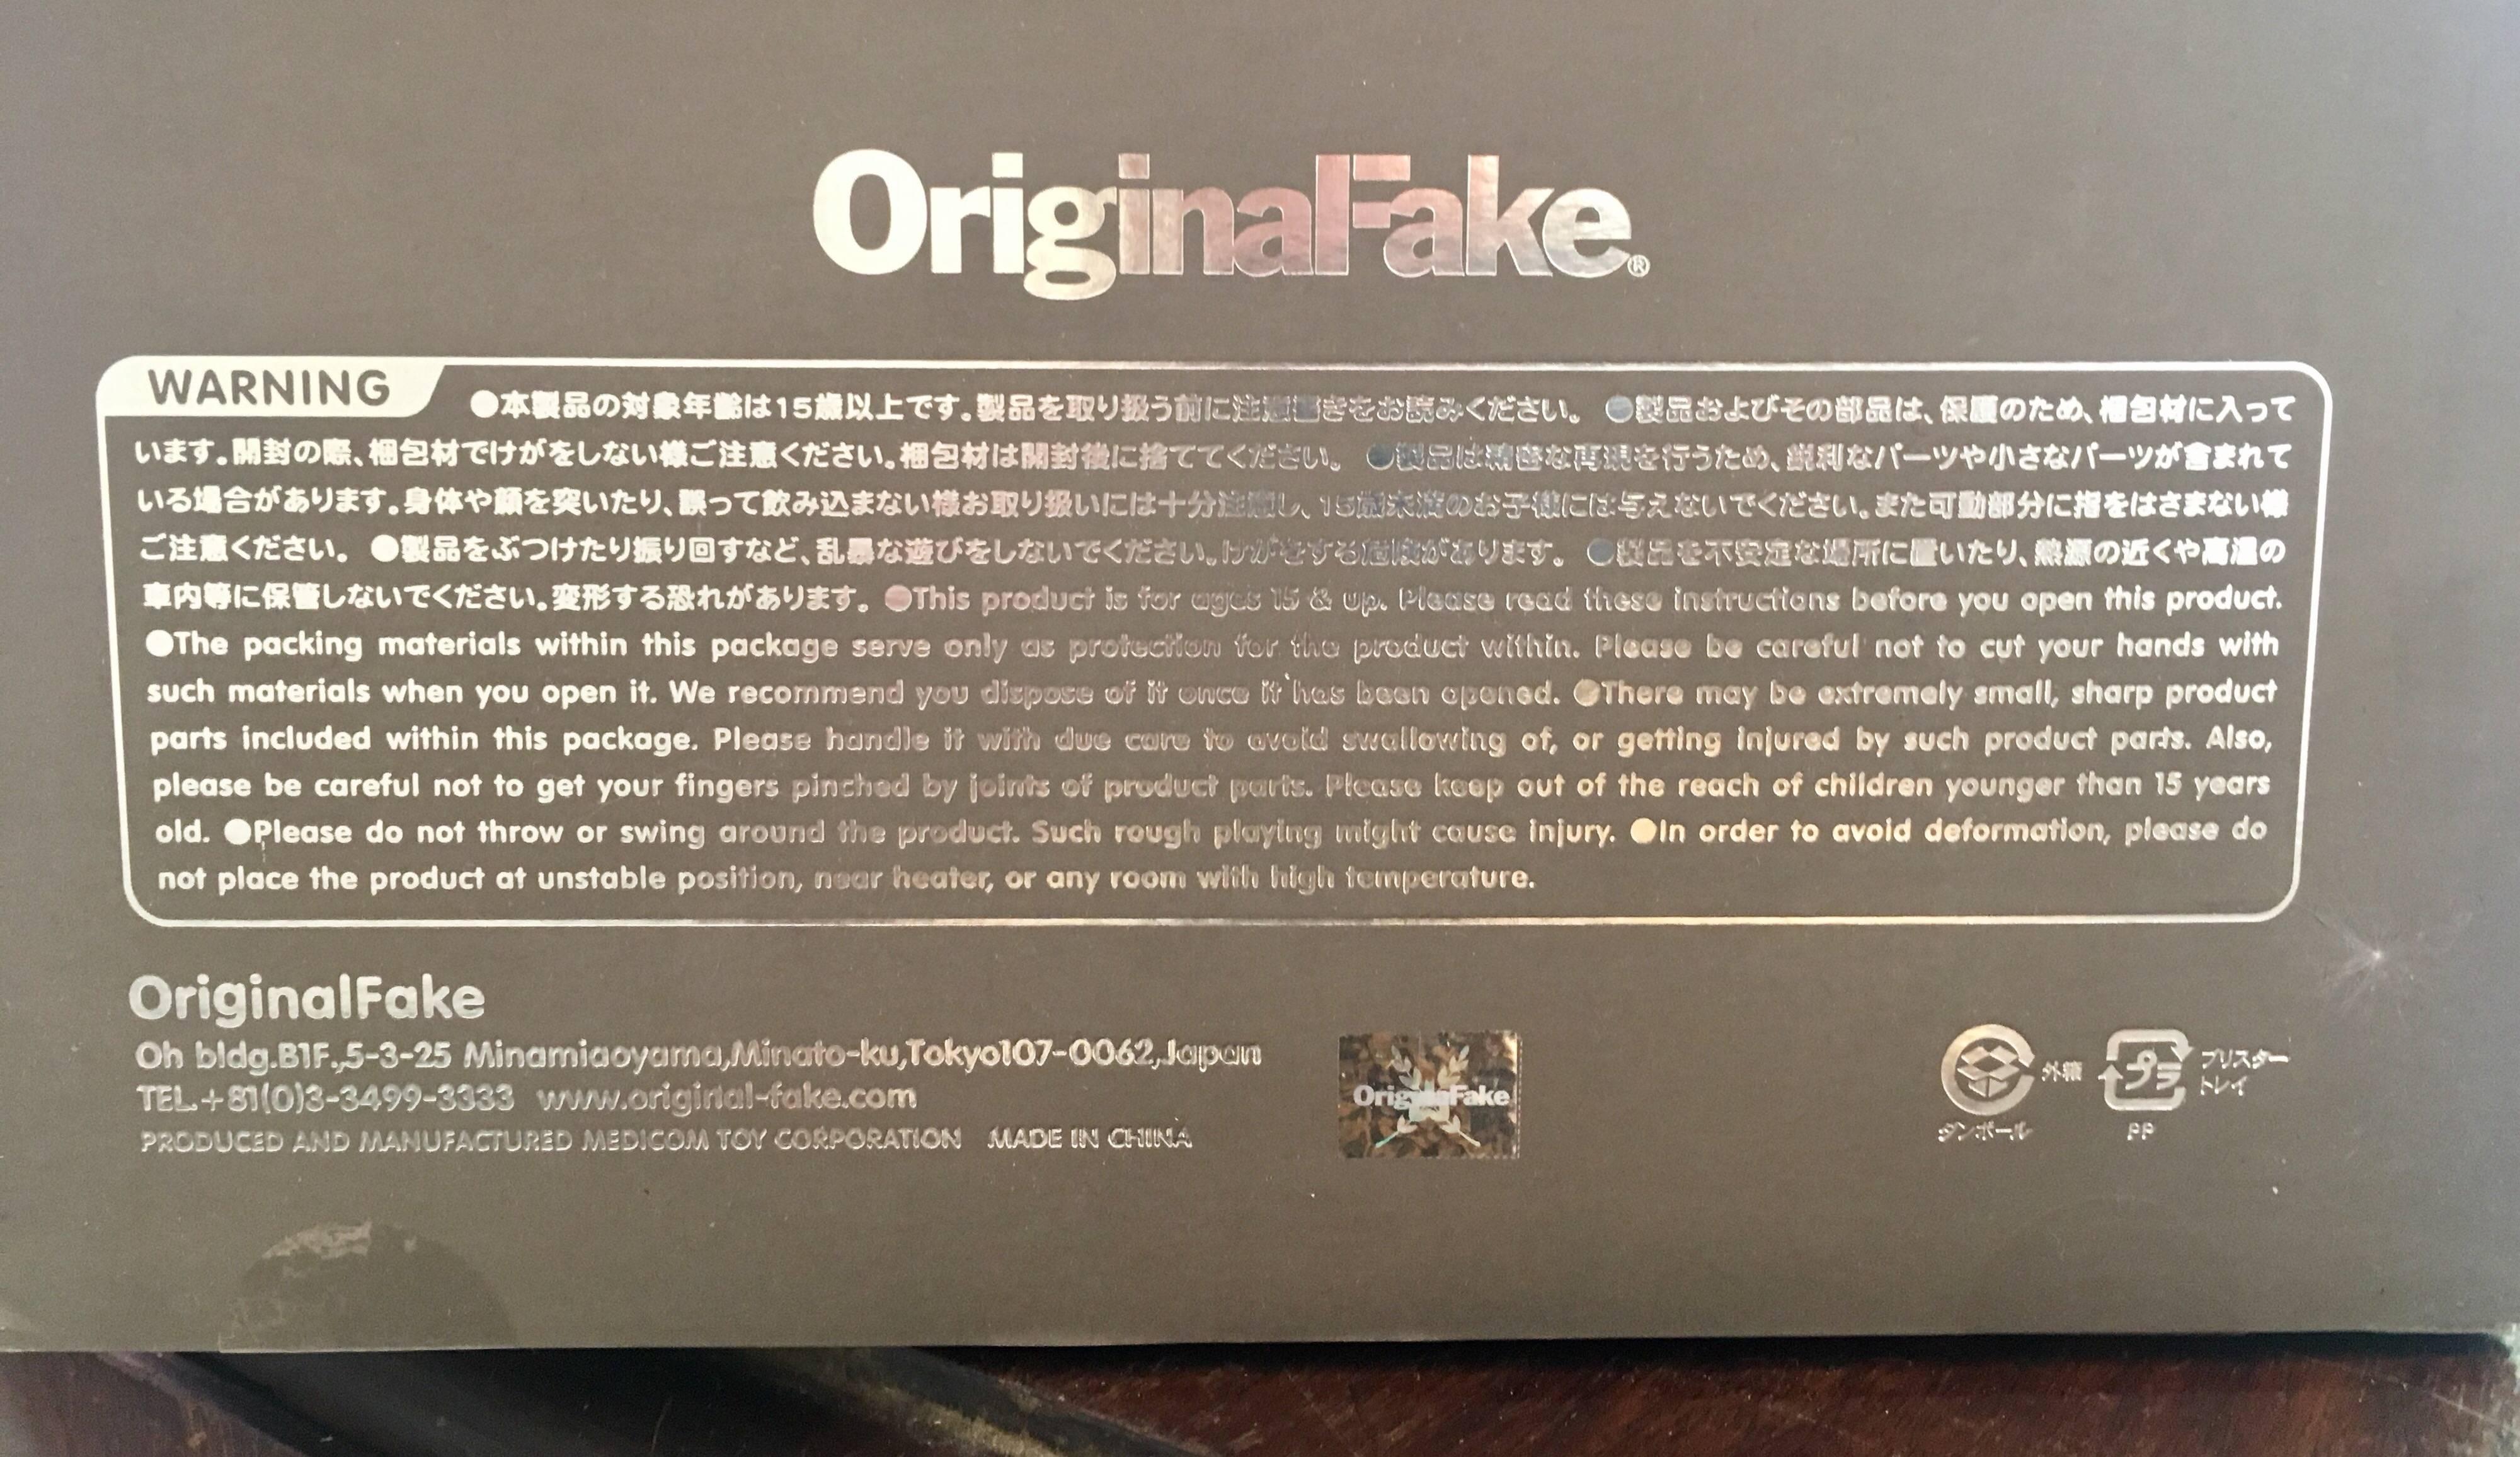 OriginalFake®
WARNING
●本製品の対象年齢は15歳以上です。製品を取り扱う前に注意書きをお読みください。 ●製品およびその部品は、保護のため、梱包材に入って
います。開封の際、梱包材でけがをしない様ご注意ください。梱包材は開封後に捨ててください。 ●製品は精密な再現を行うため、鋭利なパーツや小さなパーツが含まれて
いる場合があります。身体や顔を突いたり、誤って飲み込まない様お取り扱いには十分注意し、15歳未満のお子様には与えないでください。また可動部分に指をはさまない様
ご注意ください。 ●製品をぶつけたり振り回すなど、乱暴な遊びをしないでください。けがをする危険があります。 ●製品を不安定な場所に置いたり、熱源の近くや高温の
車内等に保管しないでください。変形する恐れがあります。 ●This product is for ages 15 & up. Please read these instructions before you open this product.
●The packing materials within this package serve only as protection for the product within. Please be careful not to cut your hands with
such materials when you open it. We recommend you dispose of it once it has been opened. ●There may be extremely small, sharp product
parts included within this package. Please handle it with due care to avoid swallowing of, or getting injured by such product parts. Also,
please be careful not to get your fingers pinched by joints of product parts. Please keep out of the reach of children younger than 15 years
old. ●Please do not throw or swing around the product. Such rough playing might cause injury. ●In order to avoid deformation, please do
not place the product at unstable position, near heater, or any room with high temperature.
OriginalFake
Oh bldg.B1F.,5-3-25 Minamiaoyama,Minato-ku,Tokyo107-0062,Japan
TEL.+81(0)3-3499-3333 www.original-fake.com
PRODUCED AND MANUFACTURED MEDICOM TOY CORPORATION MADE IN CHINA
OriginalFake
外箱
ダンボール
プラ
ブリスター
トレイ
PP